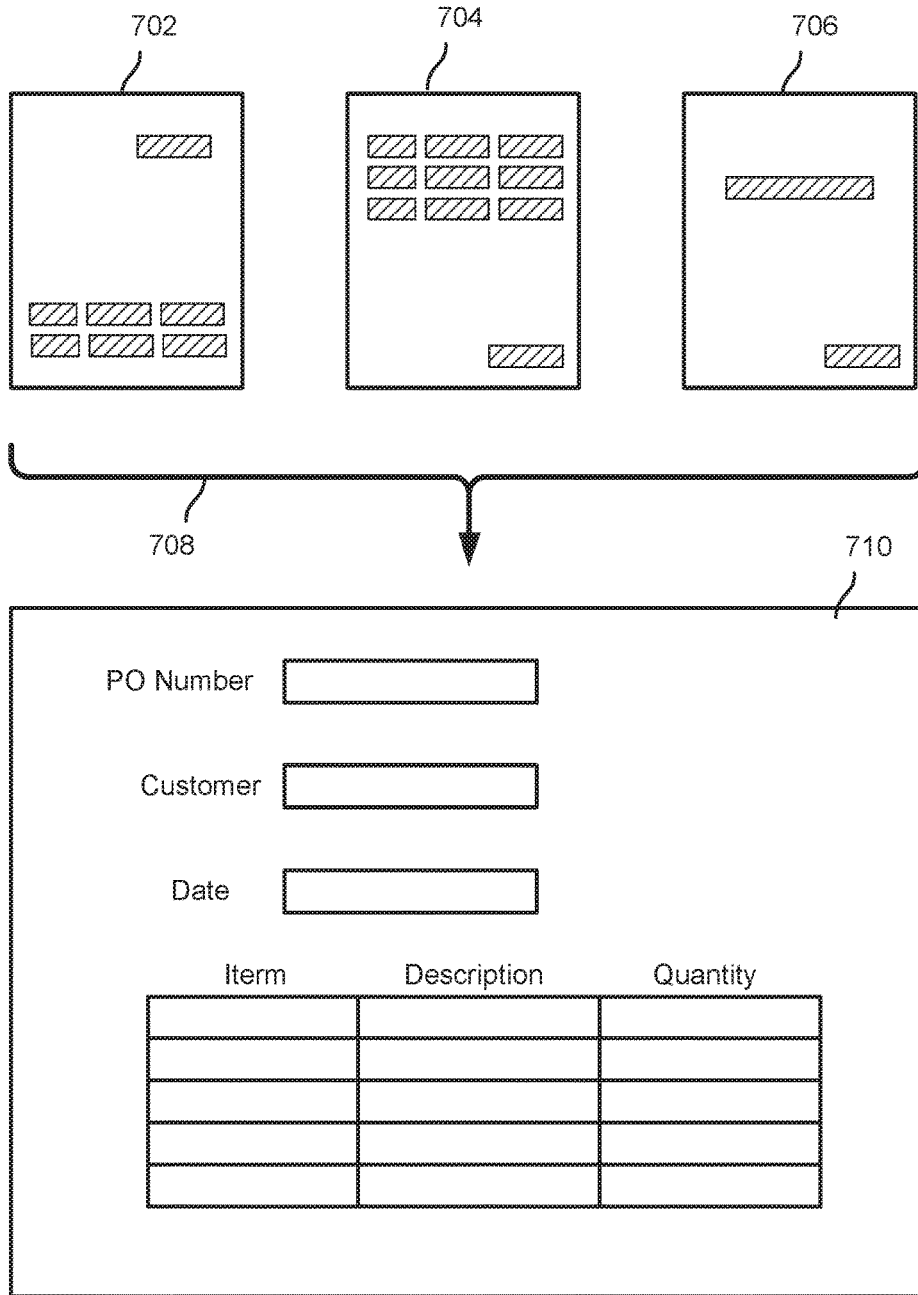 702 704 706
708
710
PO Number
Customer
Date
Iterm Description Quantity